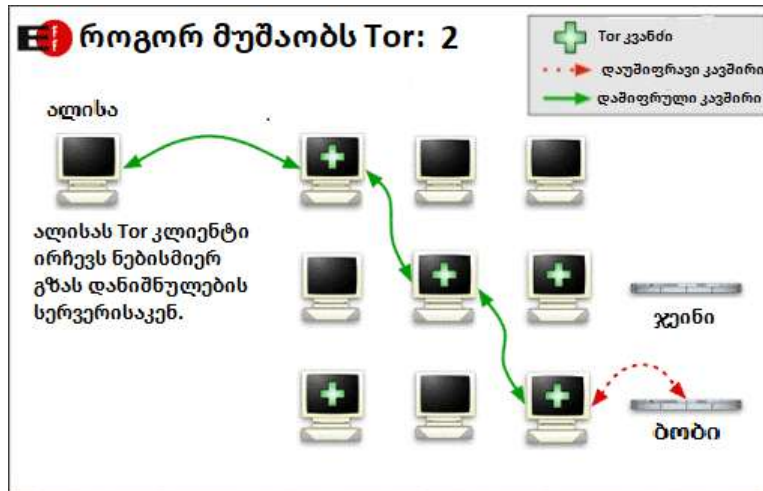 EFF როგორ მუშაობს Tor: 2
Tor კვანძი
დაუშიფრავი კავშირი
დაშიფრული კავშირი
ალისა
ალისას Tor კლიენტი
ირჩევს ნებისმიერ
გზას დანიშნულების
სერვერისაკენ.
ჯეინი
ბობი